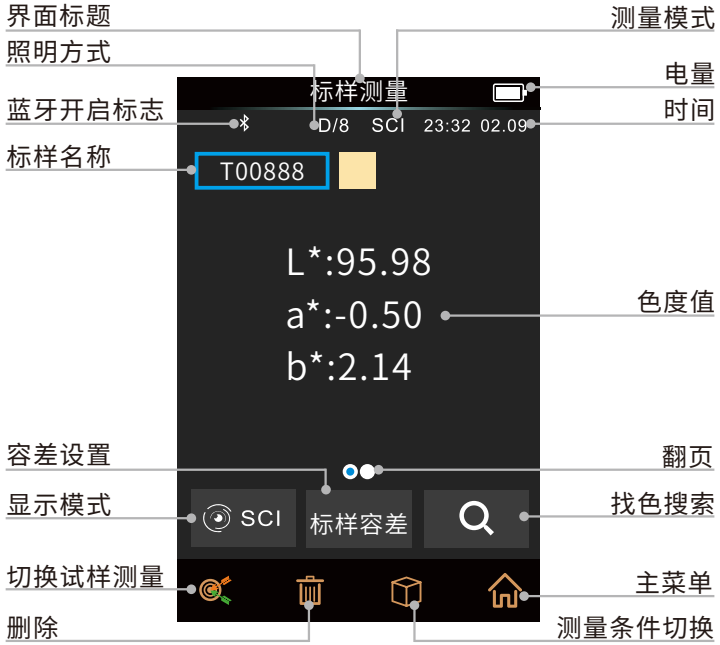 界面标题
测量模式
照明方式
电量
标样测量
蓝牙开启标志
时间
D/8 SCI 23:32 02.09
标样名称
T00888
L*:95.98
色度值
a*:-0.50
b*:2.14
容差设置
翻页
显示模式
找色搜索
SCI
标样容差
切换试样测量
主菜单
删除
测量条件切换